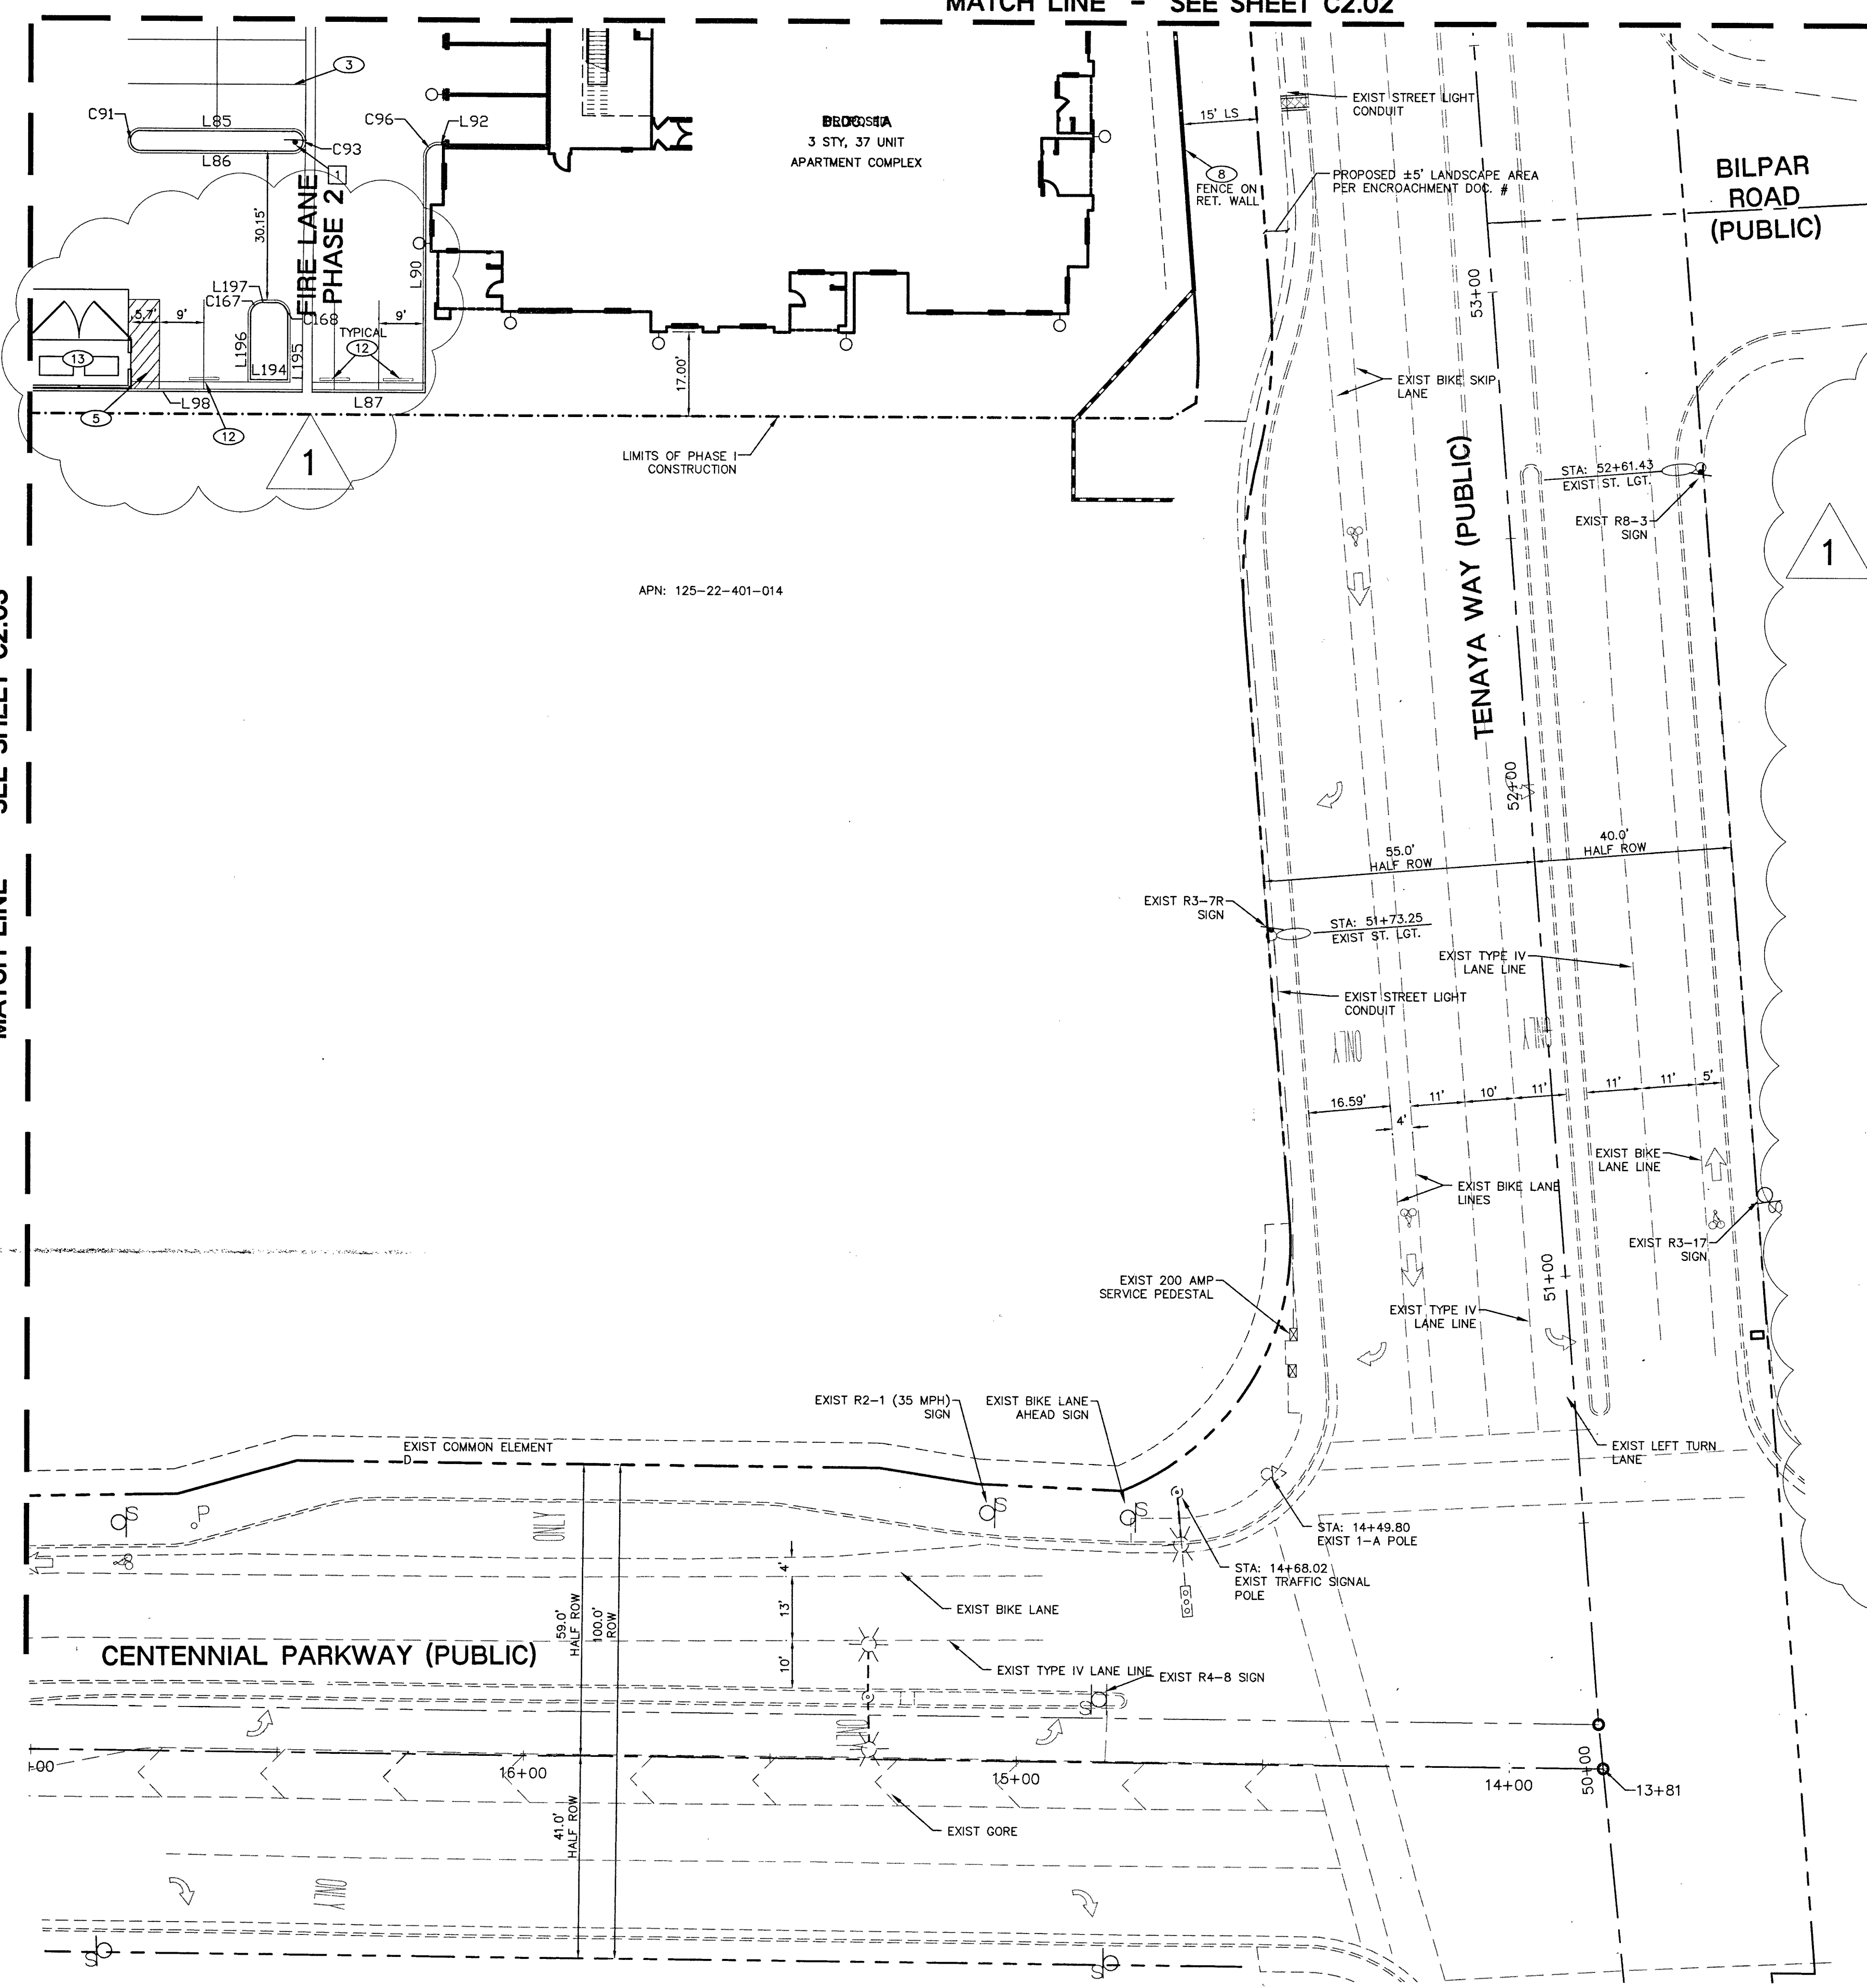 MATCH LINE - SEE SHEET C2.02
3
C91
L85
L86
C93
1
C96
L92
30.15'
FIRE LANE
PHASE 2
L90
L197
C167
C168
5.7'
9'
TYPICAL
9'
12
13
L196
L194
L195
L98
L87
5
12
1
3 STY, 37 UNIT
APARTMENT COMPLEX
17.00'
LIMITS OF PHASE I
CONSTRUCTION
15' LS
8
FENCE ON
RET. WALL
EXIST STREET LIGHT
CONDUIT
PROPOSED ±5' LANDSCAPE AREA
PER ENCROACHMENT DOC. #
BILPAR
ROAD
(PUBLIC)
53+00
EXIST BIKE SKIP
LANE
TENAYA WAY (PUBLIC)
STA: 52+61.43
EXIST ST. LGT.
EXIST R8-3
SIGN
1
APN: 125-22-401-014
MATCH LINE - SEE SHEET C2.03
52+00
55.0'
HALF ROW
40.0'
HALF ROW
EXIST R3-7R
SIGN
STA: 51+73.25
EXIST ST. LGT.
EXIST TYPE IV
LANE LINE
EXIST STREET LIGHT
CONDUIT
ONLY
ONLY
16.59'
4'
11'
10'
11'
11'
11'
5'
EXIST BIKE
LANE LINE
EXIST BIKE LANE
LINES
EXIST R3-17
SIGN
51+00
EXIST 200 AMP
SERVICE PEDESTAL
EXIST TYPE IV
LANE LINE
EXIST R2-1 (35 MPH)
SIGN
EXIST BIKE LANE
AHEAD SIGN
EXIST COMMON ELEMENT
D
EXIST LEFT TURN
LANE
S
P
ONLY
S
S
STA: 14+49.80
EXIST 1-A POLE
STA: 14+68.02
EXIST TRAFFIC SIGNAL
POLE
4'
13'
10'
EXIST BIKE LANE
59.0'
HALF ROW
100.0'
ROW
CENTENNIAL PARKWAY (PUBLIC)
EXIST TYPE IV LANE LINE
EXIST R4-8 SIGN
S
ONLY
+00
16+00
15+00
14+00
50+00
13+81
41.0'
HALF ROW
EXIST GORE
ONLY
S
S